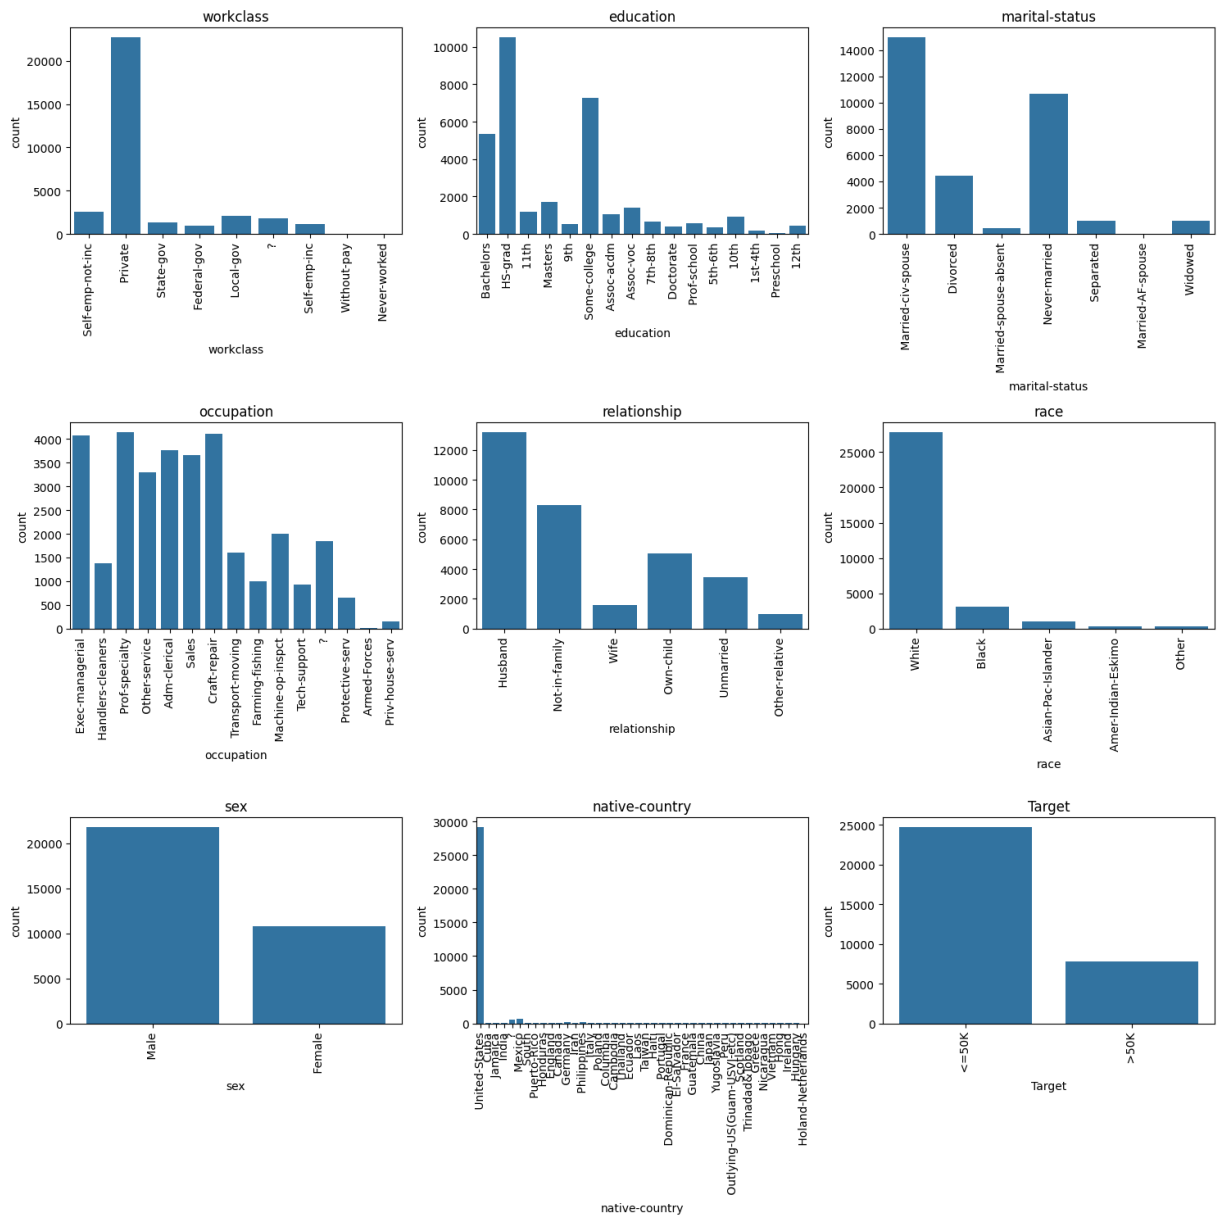 workclass
count
20000
15000
10000
5000
0
Self-emp-not-inc
Private
State-gov
Federal-gov
Local-gov
?
Self-emp-inc
Without-pay
Never-worked
workclass
education
count
10000
8000
6000
4000
2000
0
Bachelors
HS-grad
11th
Masters
9th
Some-college
Assoc-acdm
Assoc-voc
7th-8th
Doctorate
Prof-school
5th-6th
10th
1st-4th
Preschool
12th
education
marital-status
count
14000
12000
10000
8000
6000
4000
2000
0
Married-civ-spouse
Divorced
Married-spouse-absent
Never-married
Separated
Married-AF-spouse
Widowed
marital-status
occupation
count
4000
3500
3000
2500
2000
1500
1000
500
0
Exec-managerial
Handlers-cleaners
Prof-specialty
Other-service
Adm-clerical
Sales
Craft-repair
Transport-moving
Farming-fishing
Machine-op-inspct
Tech-support
?
Protective-serv
Armed-Forces
Priv-house-serv
occupation
relationship
count
12000
10000
8000
6000
4000
2000
0
Husband
Not-in-family
Wife
Own-child
Unmarried
Other-relative
relationship
race
count
25000
20000
15000
10000
5000
0
White
Black
Asian-Pac-Islander
Amer-Indian-Eskimo
Other
race
sex
count
20000
15000
10000
5000
0
Male
Female
sex
native-country
count
30000
25000
20000
15000
10000
5000
0
United-States
Cuba
Jamaica
India
?
Mexico
South
Puerto-Rico
Honduras
England
Canada
Germany
Iran
Philippines
Italy
Poland
Columbia
Cambodia
Thailand
Ecuador
Laos
Taiwan
Haiti
Portugal
Dominican-Republic
El-Salvador
France
Guatemala
China
Japan
Yugoslavia
Peru
Outlying-US(Guam-USVI-etc)
Scotland
Trinadad&Tobago
Greece
Nicaragua
Vietnam
Hong
Ireland
Hungary
Holand-Netherlands
native-country
Target
count
25000
20000
15000
10000
5000
0
<=50K
>50K
Target